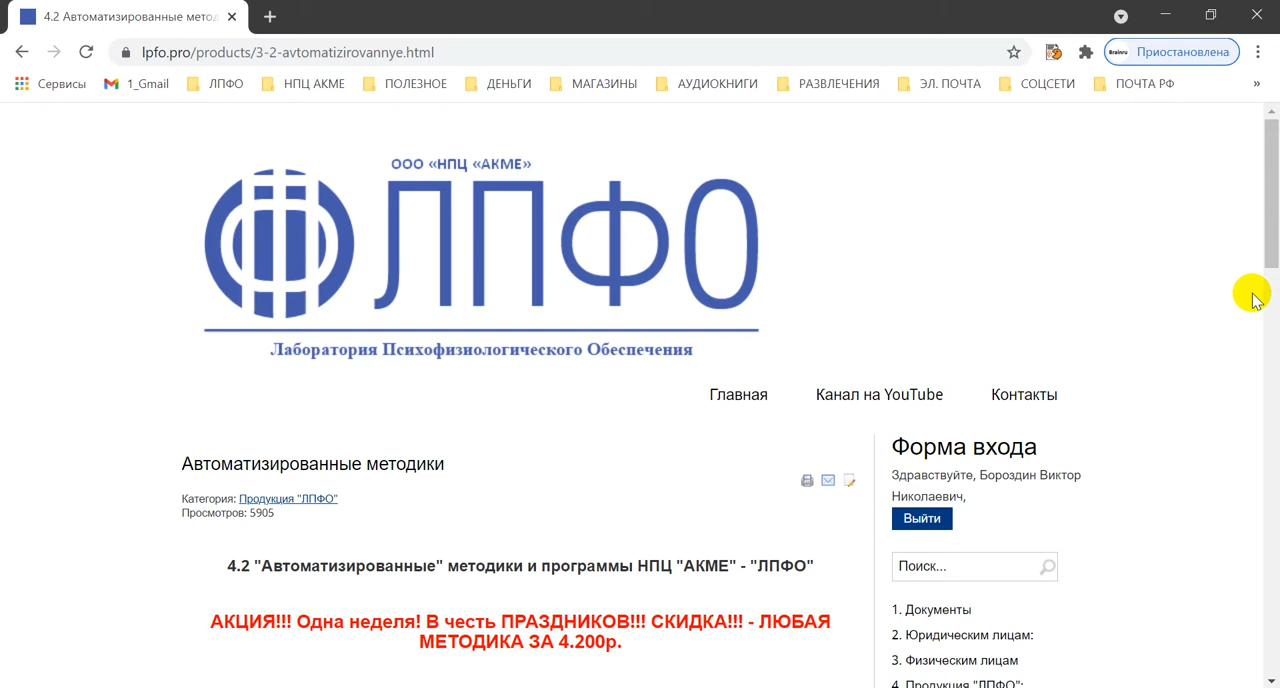 4.2 Автоматизированные метод
lpfo.pro/products/3-2-avtomatizirovannye.html
Brainru Приостановлена
Сервисы 1_Gmail ЛПФО НПЦ АКМЕ ПОЛЕЗНОЕ ДЕНЬГИ МАГАЗИНЫ АУДИОКНИГИ РАЗВЛЕЧЕНИЯ ЭЛ. ПОЧТА СОЦСЕТИ ПОЧТА РФ »
ООО «НПЦ «АКМЕ»
ЛПФО
Лаборатория Психофизиологического Обеспечения
Главная Канал на YouTube Контакты
Автоматизированные методики
Категория: Продукция "ЛПФО"
Просмотров: 5905
4.2 "Автоматизированные" методики и программы НПЦ "АКМЕ" - "ЛПФО"
АКЦИЯ!!! Одна неделя! В честь ПРАЗДНИКОВ!!! СКИДКА!!! - ЛЮБАЯ
МЕТОДИКА ЗА 4.200р.
Форма входа
Здравствуйте, Бороздин Виктор
Николаевич,
Выйти
Поиск...
1. Документы
2. Юридическим лицам:
3. Физическим лицам
4. Продукция "ЛПФО":